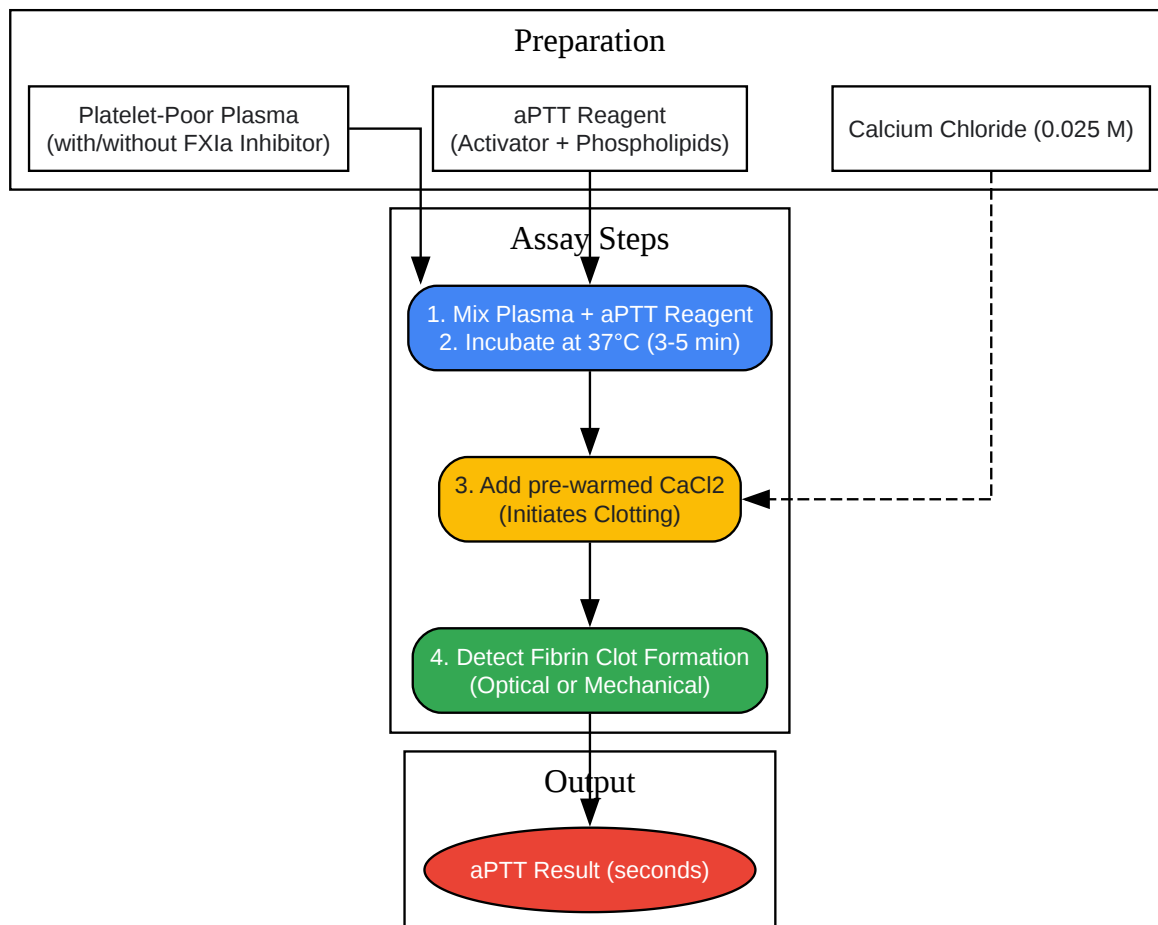 Preparation
Platelet-Poor Plasma
(with/without FXIa Inhibitor)
aPTT Reagent
(Activator + Phospholipids)
Calcium Chloride (0.025 M)
Assay Steps
1. Mix Plasma + aPTT Reagent
2. Incubate at 37°C (3-5 min)
3. Add pre-warmed CaCl2
(Initiates Clotting)
4. Detect Fibrin Clot Formation
(Optical or Mechanical)
Output
aPTT Result (seconds)